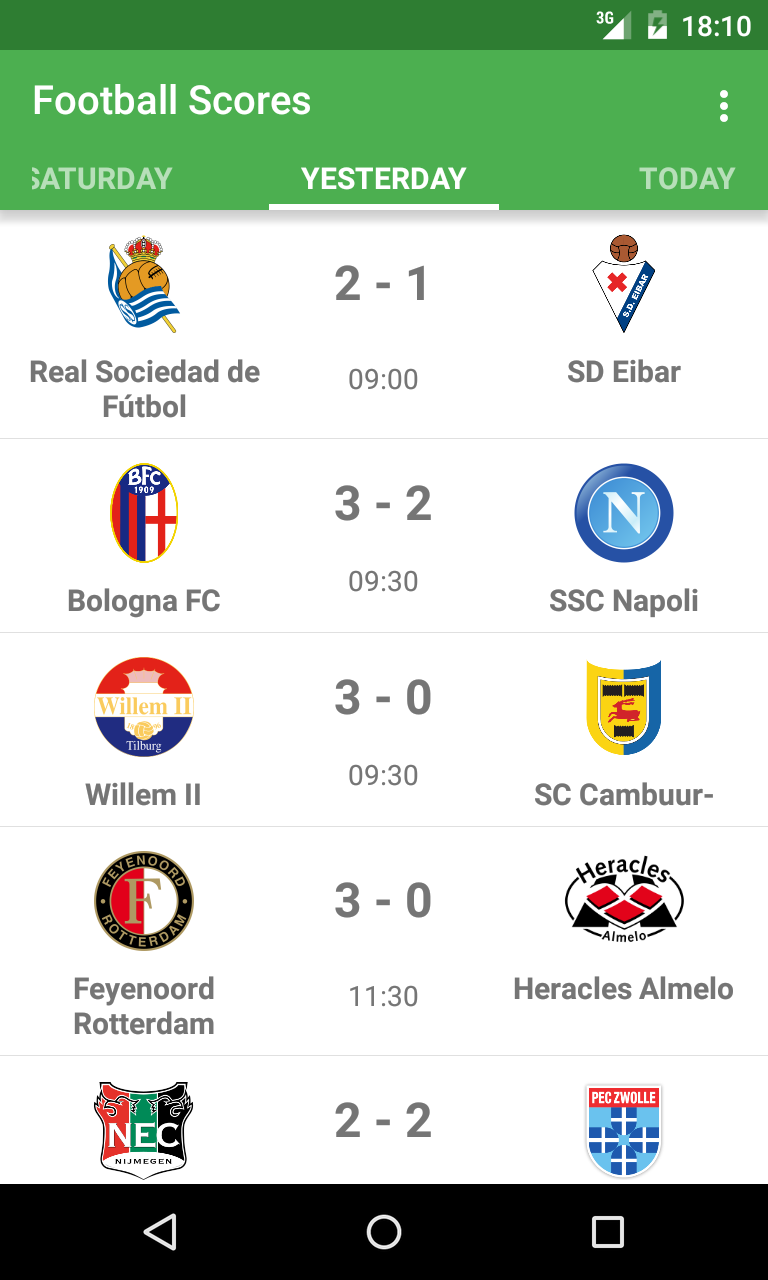 3G 18:10
Football Scores
SATURDAY YESTERDAY TODAY
2 - 1
S.D. EIBAR
Real Sociedad de
Fútbol
09:00
SD Eibar
BFC
1909
3 - 2
N
Bologna FC
09:30
SSC Napoli
Willem II
Tilburg
3 - 0
Willem II
09:30
SC Cambuur-
FEYENOORD
F
ROTTERDAM
3 - 0
Heracles
Almelo
Feyenoord
Rotterdam
11:30
Heracles Almelo
NEC
NIJMEGEN
2 - 2
PEC ZWOLLE